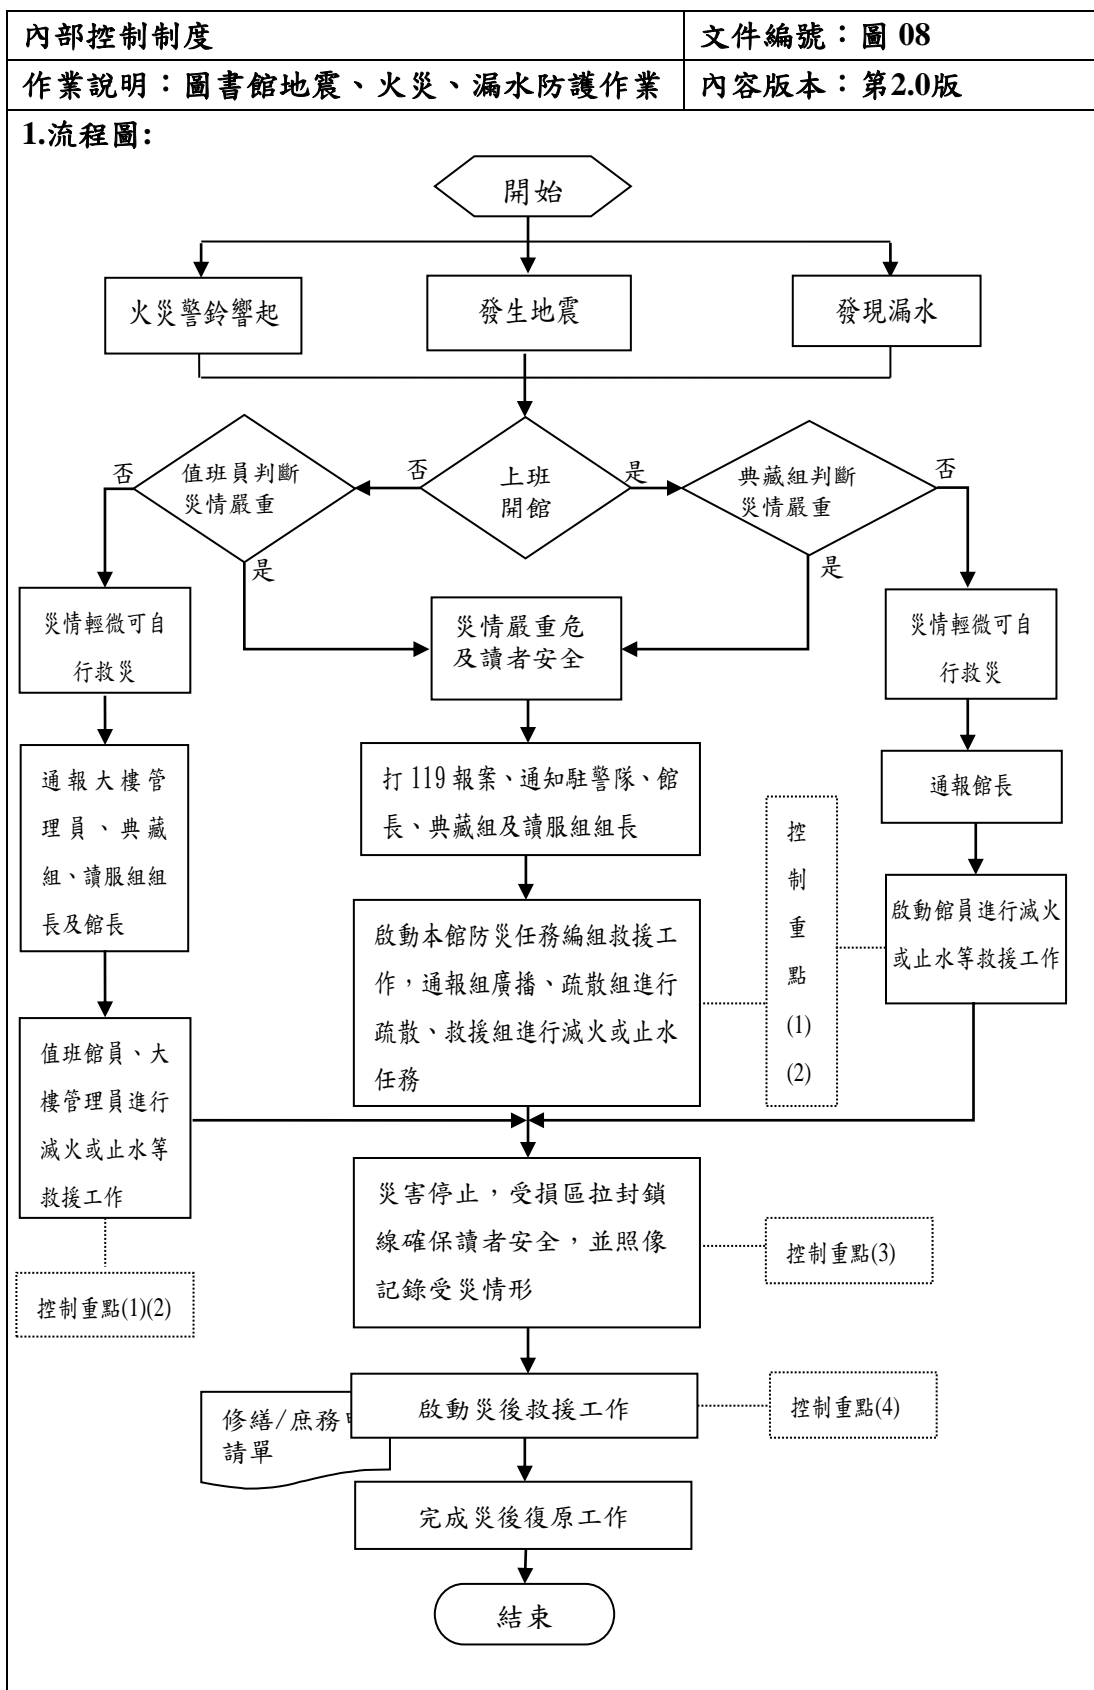 內部控制制度
文件編號：圖 08
作業說明：圖書館地震、火災、漏水防護作業
內容版本：第2.0版
1.流程圖:
開始
火災警鈴響起
發生地震
發現漏水
否
值班員判斷
災情嚴重
否
上班
開館
是
典藏組判斷
災情嚴重
否
是
是
災情輕微可自
行救災
災情嚴重危
及讀者安全
災情輕微可自
行救災
通報大樓管
理員、典藏
組、讀服組組
長及館長
打 119 報案、通知駐警隊、館
長、典藏組及讀服組組長
通報館長
控
制
重
點
(1)
(2)
啟動本館防災任務編組救援工
作，通報組廣播、疏散組進行
疏散、救援組進行滅火或止水
任務
啟動館員進行滅火
或止水等救援工作
值班館員、大
樓管理員進行
滅火或止水等
救援工作
災害停止，受損區拉封鎖
線確保讀者安全，並照像
記錄受災情形
控制重點(3)
控制重點(1)(2)
修繕/庶務
請單
啟動災後救援工作
控制重點(4)
完成災後復原工作
結束